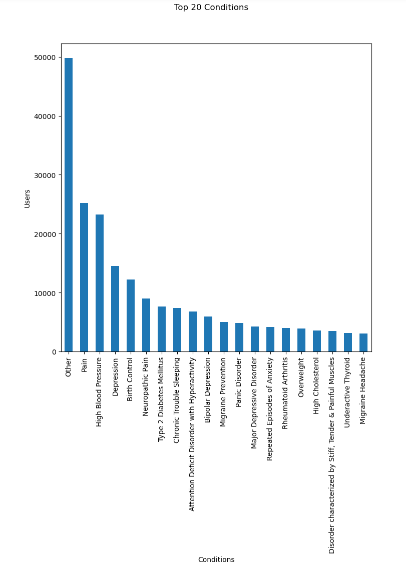 Top 20 Conditions
50000
40000
30000
20000
10000
0
Users
Other
Pain
High Blood Pressure
Depression
Birth Control
Neuropathic Pain
Type 2 Diabetes Mellitus
Chronic Trouble Sleeping
Attention Deficit Disorder with Hyperactivity
Bipolar Depression
Migraine Prevention
Panic Disorder
Major Depressive Disorder
Repeated Episodes of Anxiety
Rheumatoid Arthritis
Overweight
High Cholesterol
Disorder characterized by Stiff, Tender & Painful Muscles
Underactive Thyroid
Migraine Headache
Conditions